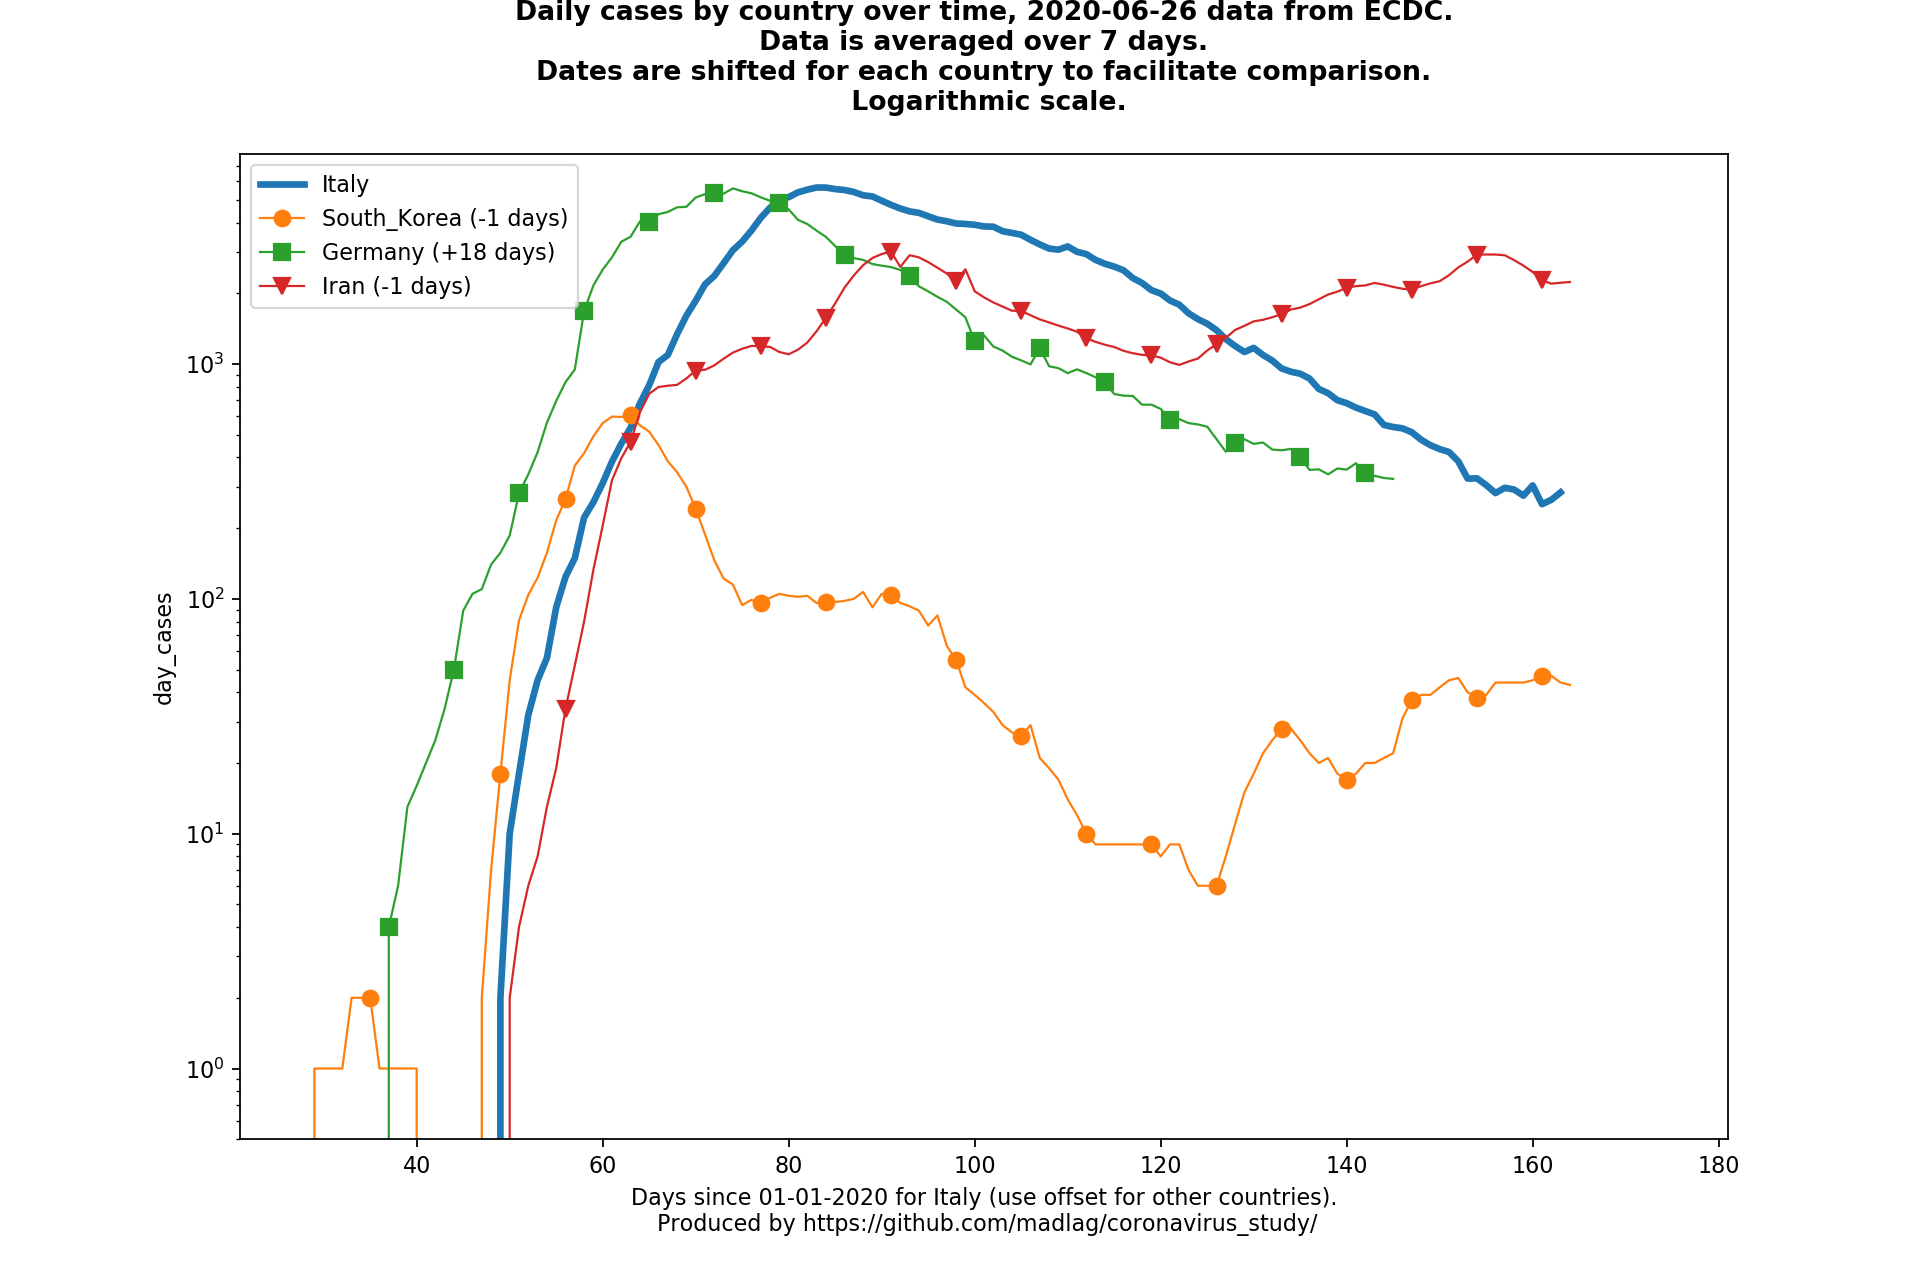 Daily cases by country over time, 2020-06-26 data from ECDC.
Data is averaged over 7 days.
Dates are shifted for each country to facilitate comparison.
Logarithmic scale.
Italy
South_Korea (-1 days)
Germany (+18 days)
Iran (-1 days)
day_cases
10³
10²
10¹
10⁰
40 60 80 100 120 140 160 180
Days since 01-01-2020 for Italy (use offset for other countries).
Produced by https://github.com/madlag/coronavirus_study/